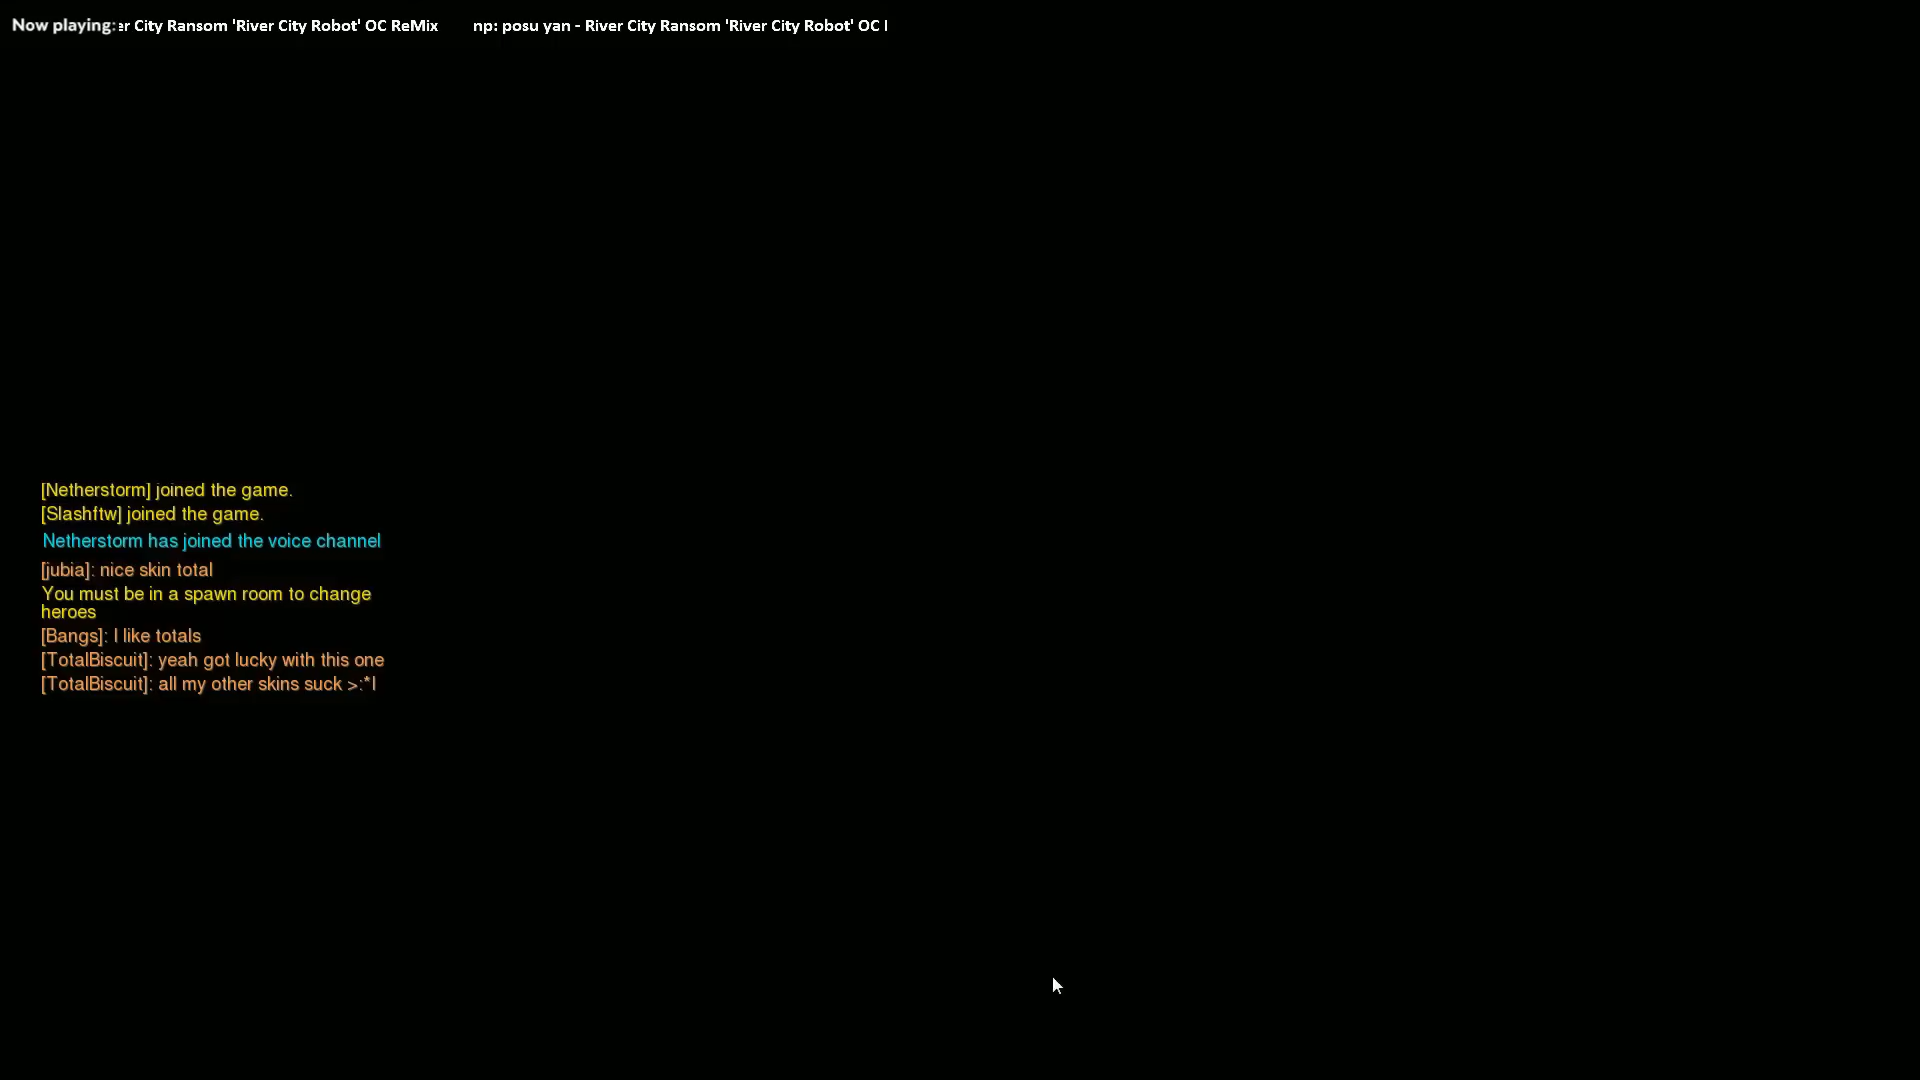 Now playing: er City Ransom 'River City Robot' OC ReMix np: posu yan - River City Ransom 'River City Robot' OC
[Netherstorm] joined the game.
[Slashftw] joined the game.
Netherstorm has joined the voice channel
[jubia]: nice skin total
You must be in a spawn room to change
heroes
[Bangs]: I like totals
[TotalBiscuit]: yeah got lucky with this one
[TotalBiscuit]: all my other skins suck >:*I